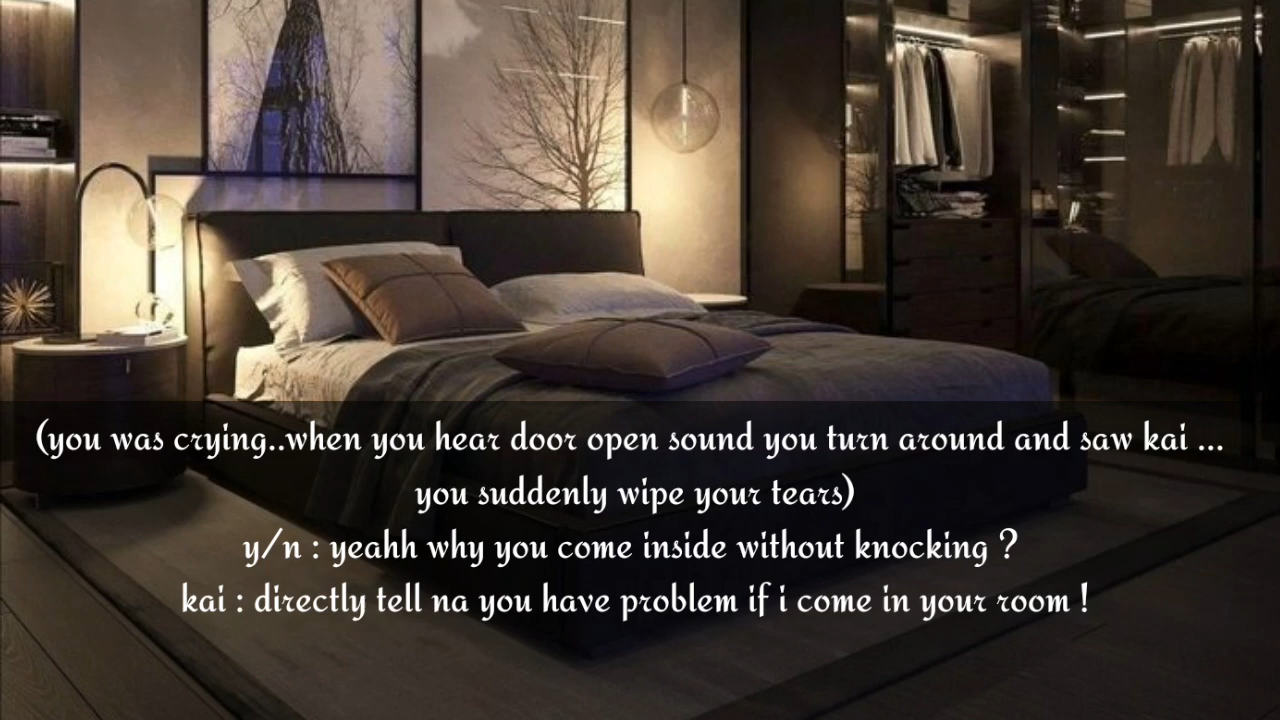 (you was crying..when you hear door open sound you turn around and saw kai ...
you suddenly wipe your tears)
y/n : yeahh why you come inside without knocking ?
kai : directly tell na you have problem if i come in your room !